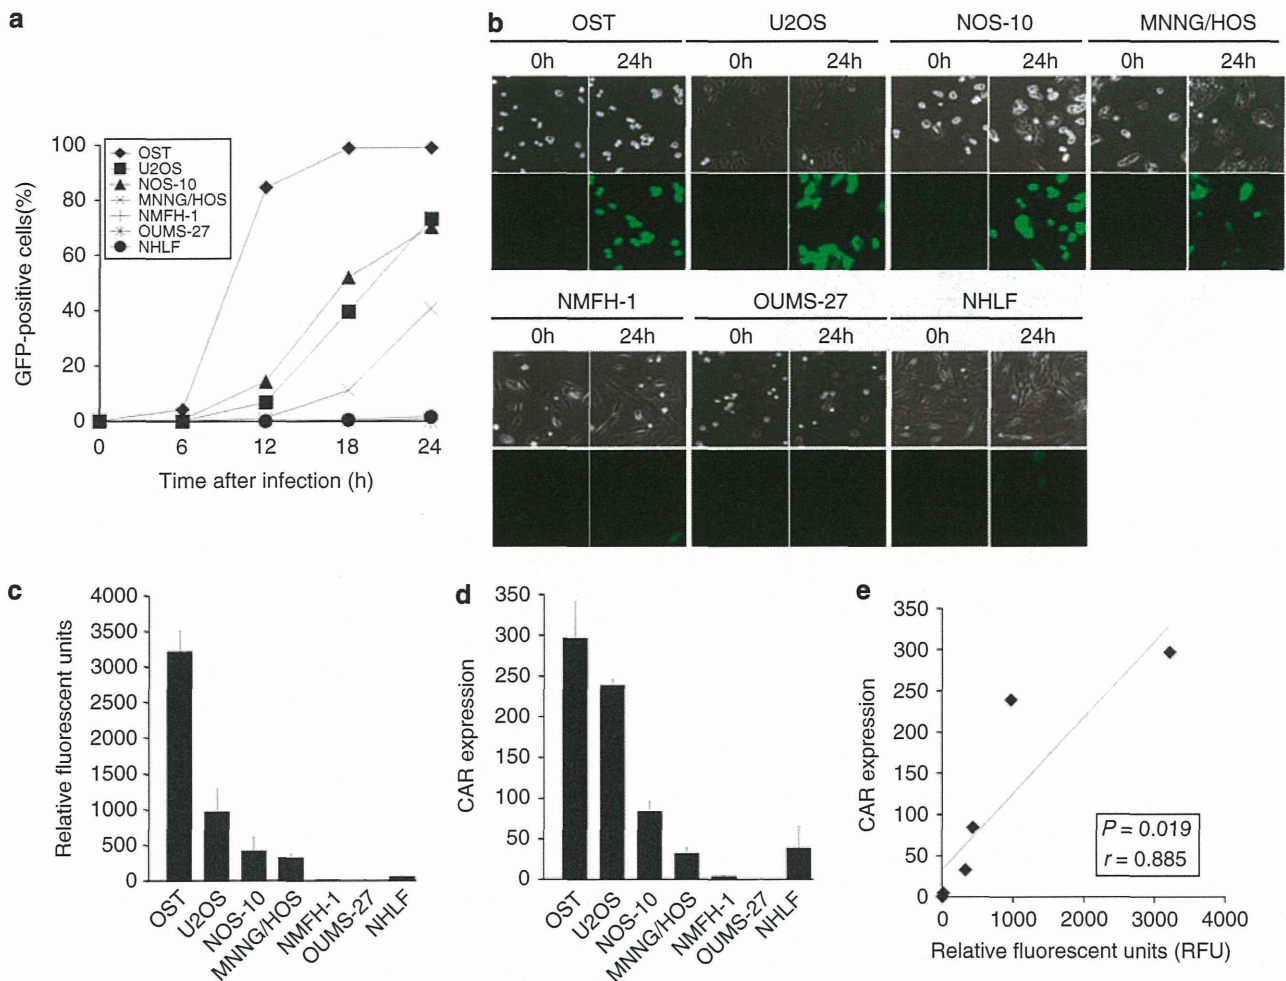 a
100
80
60
40
20
0
GFP-positive cells(%)
OST
U2OS
NOS-10
MNNG/HOS
NMFH-1
OUMS-27
NHLF
0 6 12 18 24
Time after infection (h)
b
OST U2OS NOS-10 MNNG/HOS
0h 24h 0h 24h 0h 24h 0h 24h
NMFH-1 OUMS-27 NHLF
0h 24h 0h 24h 0h 24h
c
4000
3500
3000
2500
2000
1500
1000
500
0
Relative fluorescent units
OST U2OS NOS-10 MNNG/HOS NMFH-1 OUMS-27 NHLF
d
350
300
250
200
150
100
50
0
CAR expression
OST U2OS NOS-10 MNNG/HOS NMFH-1 OUMS-27 NHLF
e
350
300
250
200
150
100
50
0
CAR expression
P = 0.019
r = 0.885
0 1000 2000 3000 4000
Relative fluorescent units (RFU)